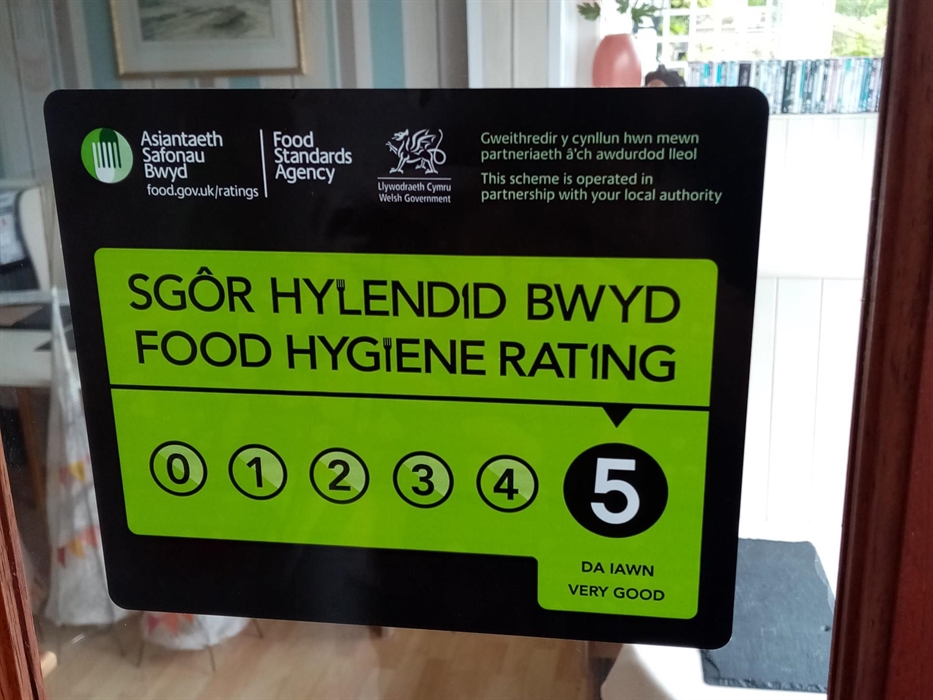 Asiantaeth
Safonau
Bwyd
food.gov.uk/ratings
Food
Standards
Agency
Llywodraeth Cymru
Welsh Government
Gweithredir y cynllun hwn mewn
partneriaeth â'ch awdurdod lleol
This scheme is operated in
partnership with your local authority
SGÔR HYLENDID BWYD
FOOD HYGIENE RATING
0 1 2 3 4 5
DA IAWN
VERY GOOD